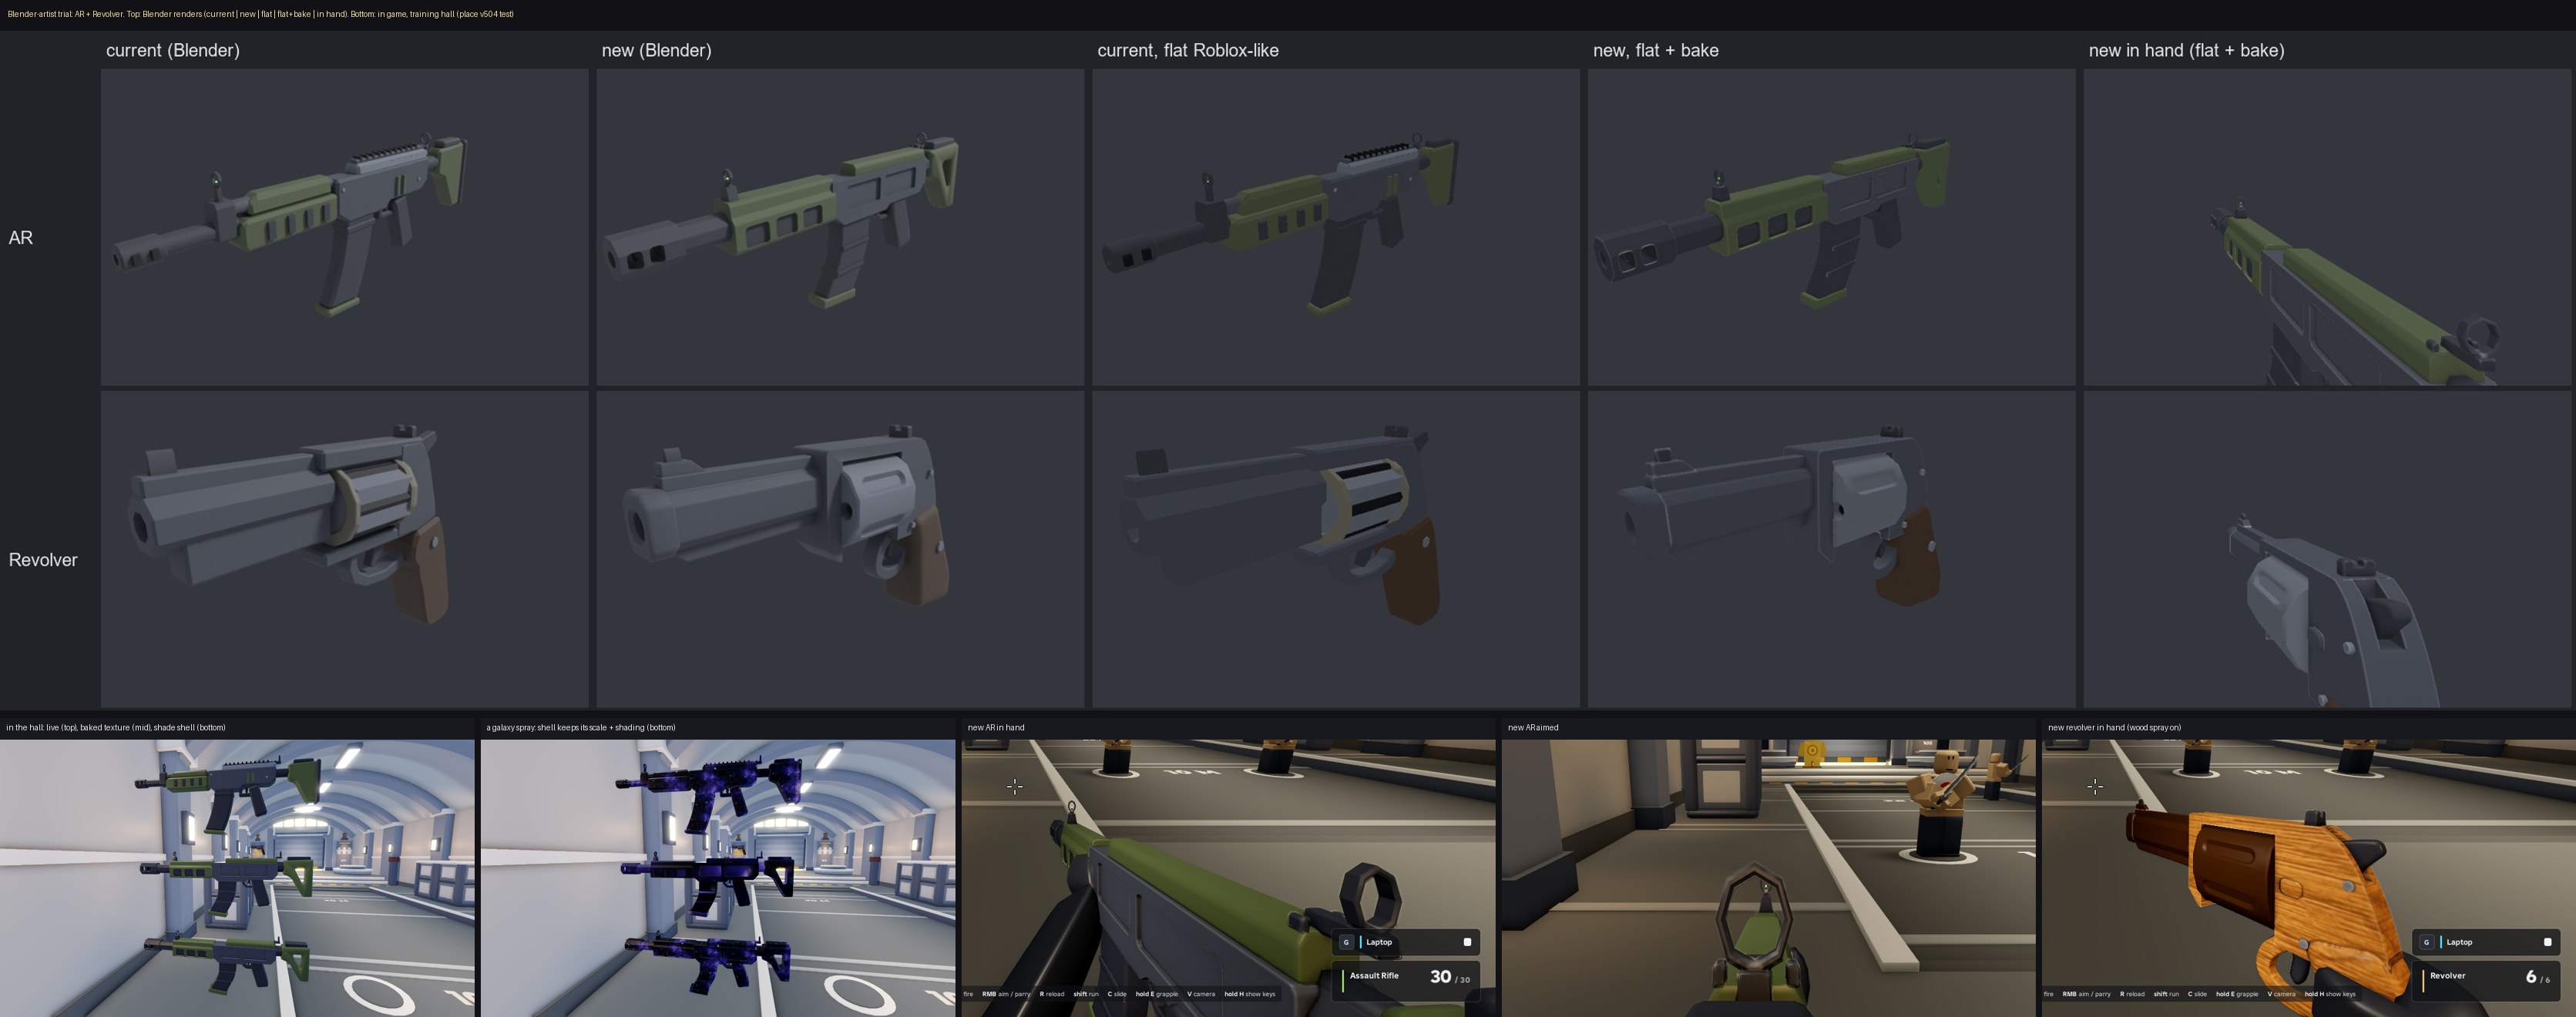 Blender-artist trial: AR + Revolver. Top: Blender renders (current | new | flat | flat+bake | in hand). Bottom: in game, training hall (place v504 test)
current (Blender)
new (Blender)
current, flat Roblox-like
new, flat + bake
new in hand (flat + bake)
AR
Revolver
in the hall: live (top), baked texture (mid), shade shell (bottom)
a galaxy spray: shell keeps its scale + shading (bottom)
new AR in hand
new AR aimed
new revolver in hand (wood spray on)
10 M
10 M
G Laptop
Assault Rifle 30 / 30
fire RMB aim / parry R reload shift run C slide hold E grapple V camera hold H show keys
G Laptop
Revolver 6 / 6
fire RMB aim / parry R reload shift run C slide hold E grapple V camera hold H show keys